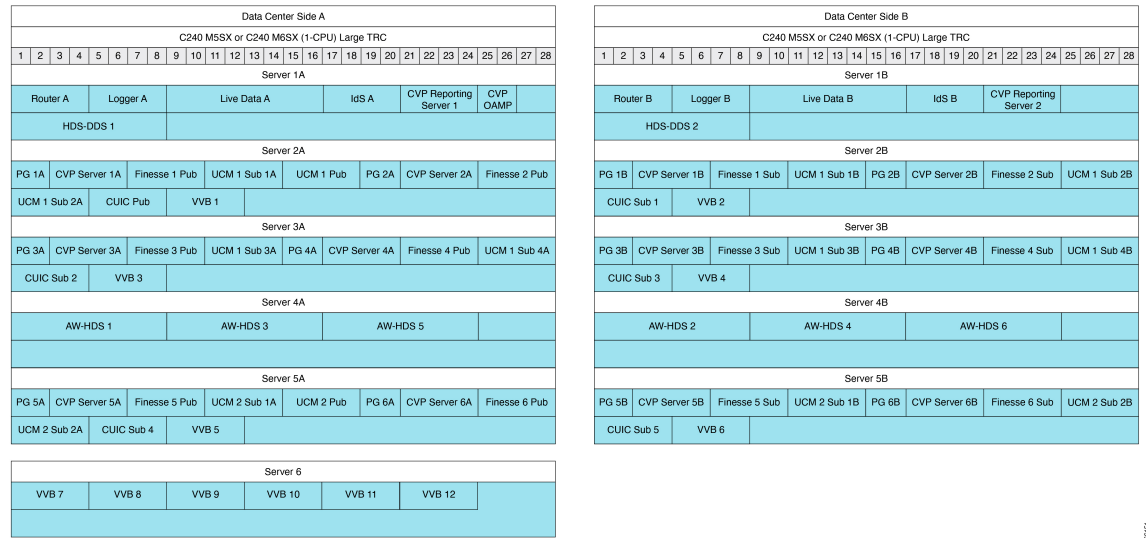 Data Center Side A
C240 M5SX or C240 M6SX (1-CPU) Large TRC
1 2 3 4 5 6 7 8 9 10 11 12 13 14 15 16 17 18 19 20 21 22 23 24 25 26 27 28
Server 1A
Router A Logger A Live Data A IdS A CVP Reporting Server 1 CVP OAMP
HDS-DDS 1
Server 2A
PG 1A CVP Server 1A Finesse 1 Pub UCM 1 Sub 1A UCM 1 Pub PG 2A CVP Server 2A Finesse 2 Pub
UCM 1 Sub 2A CUIC Pub VVB 1
Server 3A
PG 3A CVP Server 3A Finesse 3 Pub UCM 1 Sub 3A PG 4A CVP Server 4A Finesse 4 Pub UCM 1 Sub 4A
CUIC Sub 2 VVB 3
Server 4A
AW-HDS 1 AW-HDS 3 AW-HDS 5
Server 5A
PG 5A CVP Server 5A Finesse 5 Pub UCM 2 Sub 1A UCM 2 Pub PG 6A CVP Server 6A Finesse 6 Pub
UCM 2 Sub 2A CUIC Sub 4 VVB 5
Server 6
VVB 7 VVB 8 VVB 9 VVB 10 VVB 11 VVB 12
Data Center Side B
C240 M5SX or C240 M6SX (1-CPU) Large TRC
1 2 3 4 5 6 7 8 9 10 11 12 13 14 15 16 17 18 19 20 21 22 23 24 25 26 27 28
Server 1B
Router B Logger B Live Data B IdS B CVP Reporting Server 2
HDS-DDS 2
Server 2B
PG 1B CVP Server 1B Finesse 1 Sub UCM 1 Sub 1B PG 2B CVP Server 2B Finesse 2 Sub UCM 1 Sub 2B
CUIC Sub 1 VVB 2
Server 3B
PG 3B CVP Server 3B Finesse 3 Sub UCM 1 Sub 3B PG 4B CVP Server 4B Finesse 4 Sub UCM 1 Sub 4B
CUIC Sub 3 VVB 4
Server 4B
AW-HDS 2 AW-HDS 4 AW-HDS 6
Server 5B
PG 5B CVP Server 5B Finesse 5 Sub UCM 2 Sub 1B PG 6B CVP Server 6B Finesse 6 Sub UCM 2 Sub 2B
CUIC Sub 5 VVB 6